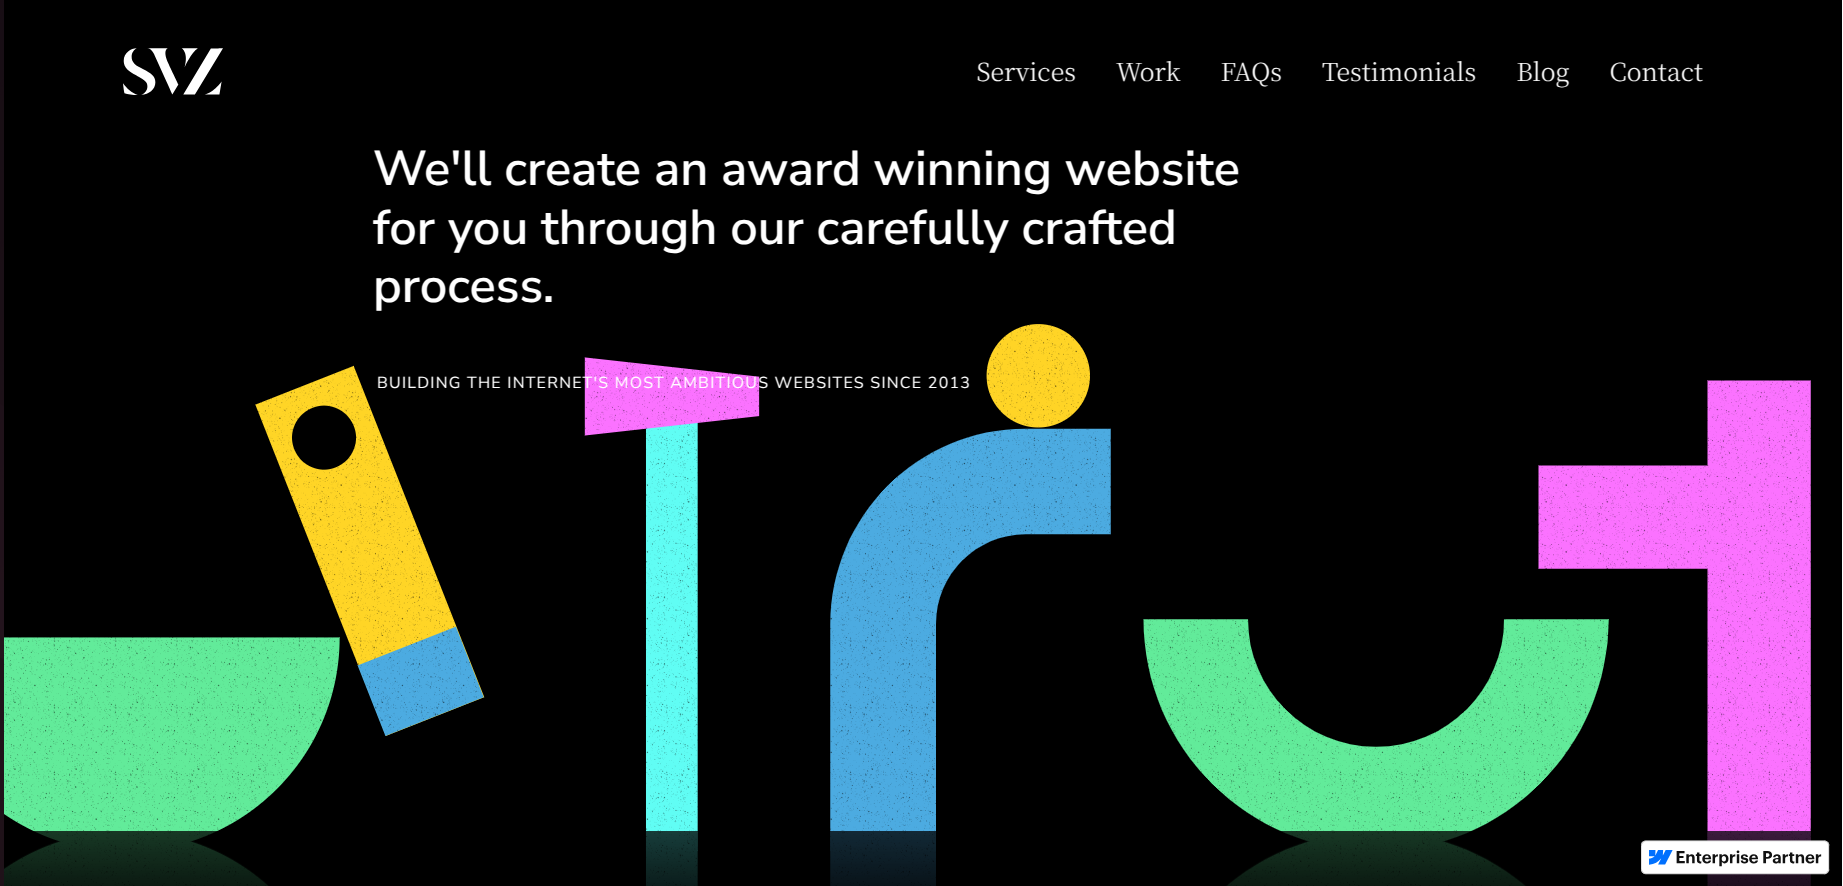 SVZ
Services Work FAQs Testimonials Blog Contact
We'll create an award winning website
for you through our carefully crafted
process.
BUILDING THE INTERNET'S MOST AMBITIOUS WEBSITES SINCE 2013
Enterprise Partner